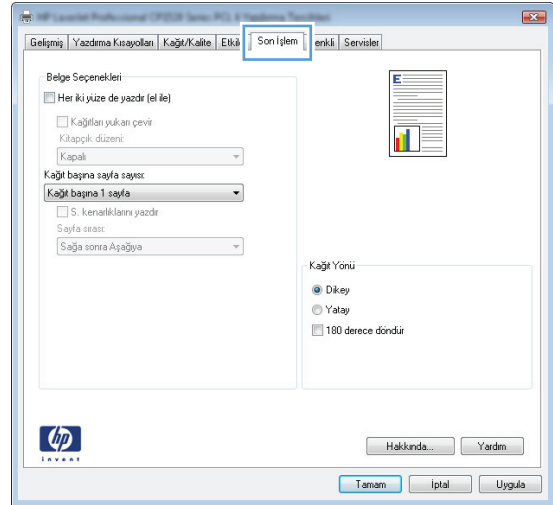 Gelişmiş Yazdırma Kısayolları Kağıt/Kalite Son İşlem Servisler
Belge Seçenekleri
Her iki yüze de yazdır (el ile)
Kağıtları yukarı çevir
Kitapçık düzeni:
Kapalı
Kağıt başına sayfa sayısı:
Kağıt başına 1 sayfa
S. kenarlıklarını yazdır
Sayfa sırası:
Sağa sonra Aşağıya
E
Kağıt Yönü
Dikey
Yatay
180 derece döndür
hp
invent
Hakkında... Yardım
Tamam İptal Uygula